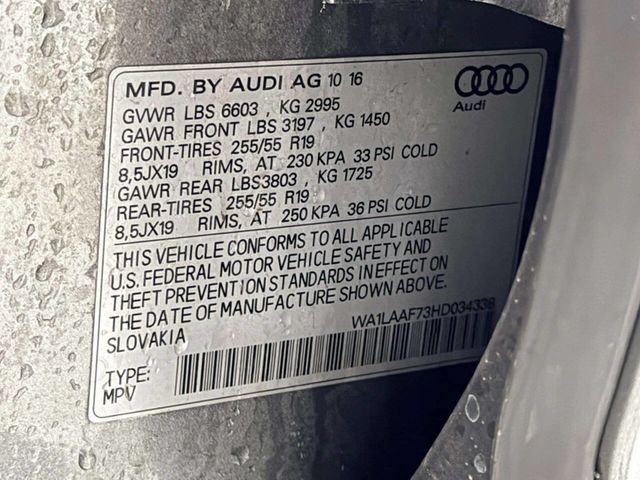 MFD. BY AUDI AG 10 16
Audi
GVWR LBS 6603 , KG 2995
GAWR FRONT LBS 3197 , KG 1450
FRONT-TIRES 255/55 R19
8,5JX19 RIMS, AT 230 KPA 33 PSI COLD
GAWR REAR LBS3803 , KG 1725
REAR-TIRES 255/55 R19
8,5JX19 RIMS, AT 250 KPA 36 PSI COLD
THIS VEHICLE CONFORMS TO ALL APPLICABLE
U.S. FEDERAL MOTOR VEHICLE SAFETY AND
THEFT PREVENTION STANDARDS IN EFFECT ON
THE DATE OF MANUFACTURE SHOWN ABOVE.
SLOVAKIA
WA1LAAF73HD034338
TYPE:
MPV